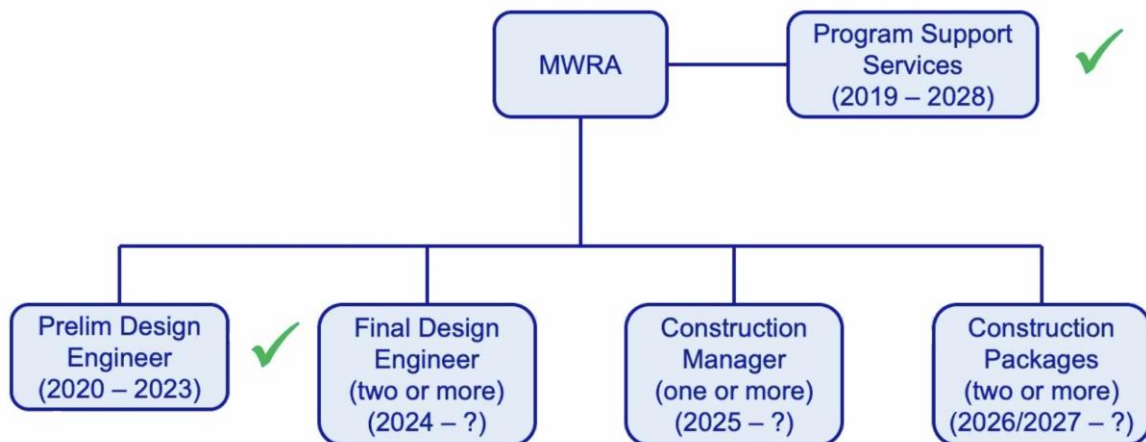 MWRA
Program Support
Services
(2019 – 2028)
Prelim Design
Engineer
(2020 – 2023)
Final Design
Engineer
(two or more)
(2024 – ?)
Construction
Manager
(one or more)
(2025 – ?)
Construction
Packages
(two or more)
(2026/2027 – ?)